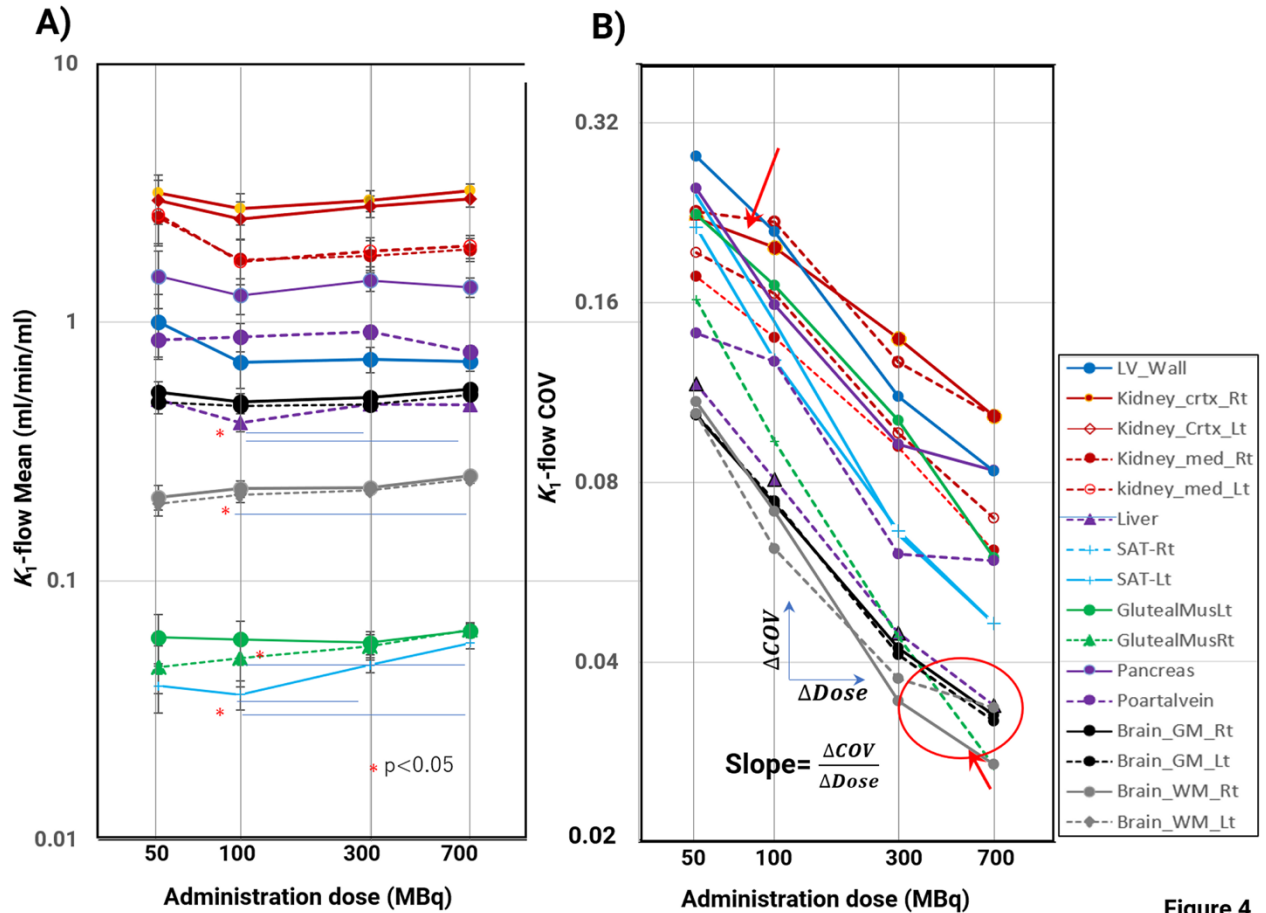 A)
B)
10
1
0.1
0.01
K₁-flow Mean (ml/min/ml)
*
*
*
*
* p<0.05
50 100 300 700
Administration dose (MBq)
0.32
0.16
0.08
0.04
0.02
K₁-flow COV
ΔCOV
ΔDose
Slope= ΔCOV
ΔDose
50 100 300 700
Administration dose (MBq)
LV_Wall
Kidney_crtx_Rt
Kidney_Crtx_Lt
Kidney_med_Rt
kidney_med_Lt
Liver
SAT-Rt
SAT-Lt
GlutealMusLt
GlutealMusRt
Pancreas
Poartalvein
Brain_GM_Rt
Brain_GM_Lt
Brain_WM_Rt
Brain_WM_Lt
Figure 4